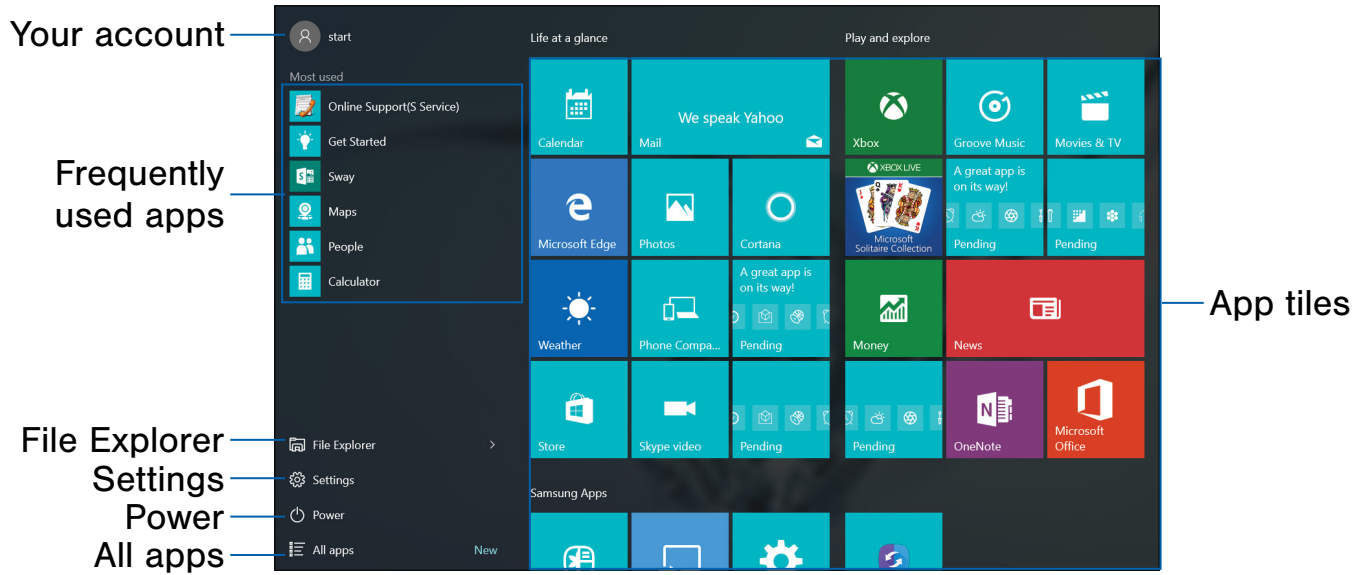 Your account
Frequently
used apps
File Explorer
Settings
Power
All apps
start
Most used
Online Support(S Service)
Get Started
Sway
Maps
People
Calculator
File Explorer
Settings
Power
All apps New
Life at a glance
Calendar
We speak Yahoo
Mail
Microsoft Edge
Photos
Cortana
Weather
Phone Compa...
A great app is
on its way!
Pending
Store
Skype video
Pending
Samsung Apps
Play and explore
Xbox
Groove Music
Movies & TV
XBOX LIVE
Microsoft
Solitaire Collection
A great app is
on its way!
Pending
Pending
Money
News
Pending
OneNote
Microsoft
Office
App tiles